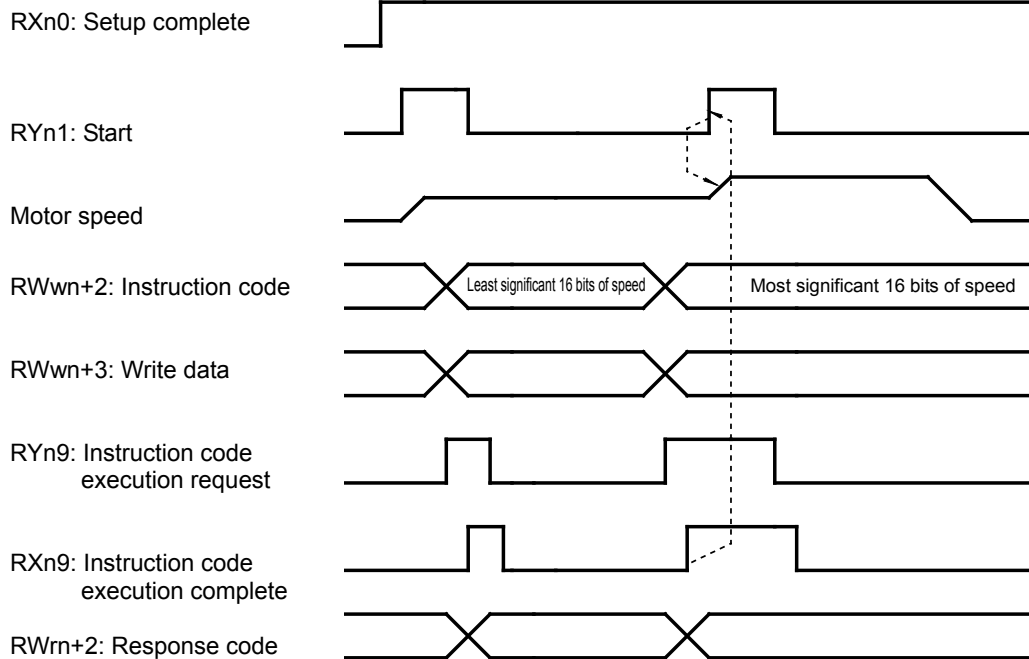 RXn0: Setup complete
RYn1: Start
Motor speed
RWwn+2: Instruction code
Least significant 16 bits of speed
Most significant 16 bits of speed
RWwn+3: Write data
RYn9: Instruction code
execution request
RXn9: Instruction code
execution complete
RWrn+2: Response code